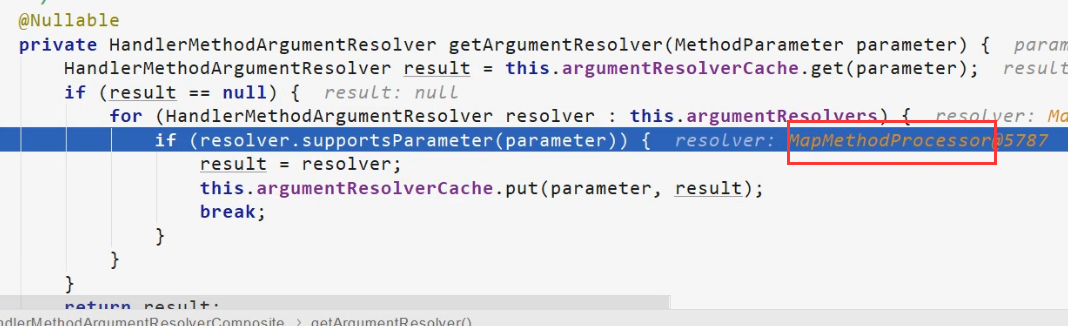 @Nullable
private HandlerMethodArgumentResolver getArgumentResolver(MethodParameter parameter) { param
HandlerMethodArgumentResolver result = this.argumentResolverCache.get(parameter); result
if (result == null) { result: null
for (HandlerMethodArgumentResolver resolver : this.argumentResolvers) { resolver: Ma
if (resolver.supportsParameter(parameter)) { resolver: MapMethodProcessor@5787
result = resolver;
this.argumentResolverCache.put(parameter, result);
break;
}
}
}
return result;
ndlerMethodArgumentResolverComposite > getArgumentResolver()